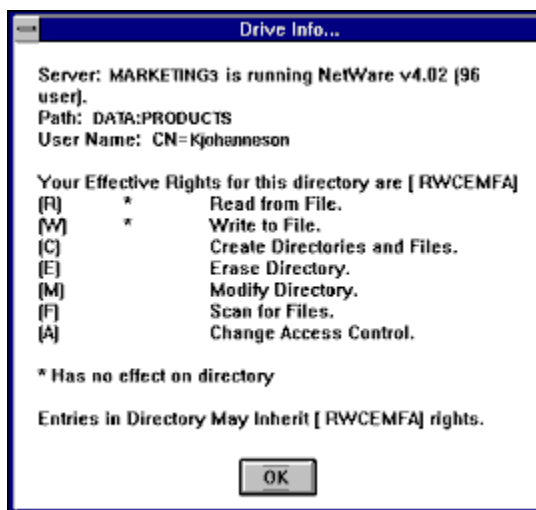 Drive Info...
Server: MARKETING3 is running NetWare v4.02 (96
user).
Path: DATA:PRODUCTS
User Name: CN=Kjohanneson
Your Effective Rights for this directory are [ RWCEMFA]
(R) * Read from File.
(W) * Write to File.
(C) Create Directories and Files.
(E) Erase Directory.
(M) Modify Directory.
(F) Scan for Files.
(A) Change Access Control.
* Has no effect on directory
Entries in Directory May Inherit [ RWCEMFA] rights.
OK